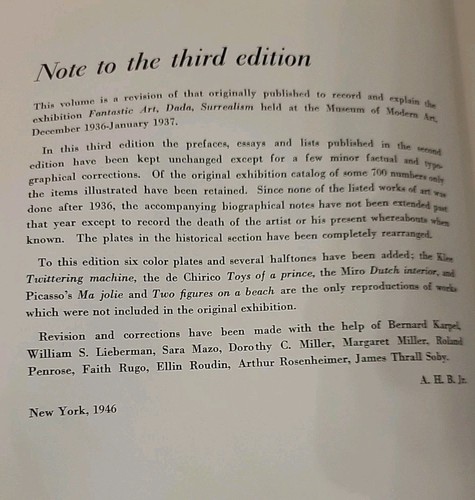 Note to the third edition
This volume is a revision of that originally published to record and explain the
exhibition Fantastic Art, Dada, Surrealism held at the Museum of Modern Art,
December 1936-January 1937.
In this third edition the prefaces, essays and lists published in the second
edition have been kept unchanged except for a few minor factual and typo-
graphical corrections. Of the original exhibition catalog of some 700 numbers only
the items illustrated have been retained. Since none of the listed works of art was
done after 1936, the accompanying biographical notes have not been extended past
that year except to record the death of the artist or his present whereabouts when
known. The plates in the historical section have been completely rearranged.
To this edition six color plates and several halftones have been added; the Klee
Twittering machine, the de Chirico Toys of a prince, the Miro Dutch interior, and
Picasso's Ma jolie and Two figures on a beach are the only reproductions of works
which were not included in the original exhibition.
Revision and corrections have been made with the help of Bernard Karpel,
William S. Lieberman, Sara Mazo, Dorothy C. Miller, Margaret Miller, Roland
Penrose, Faith Rugo, Ellin Roudin, Arthur Rosenheimer, James Thrall Soby.
A. H. B. Jr.
New York, 1946